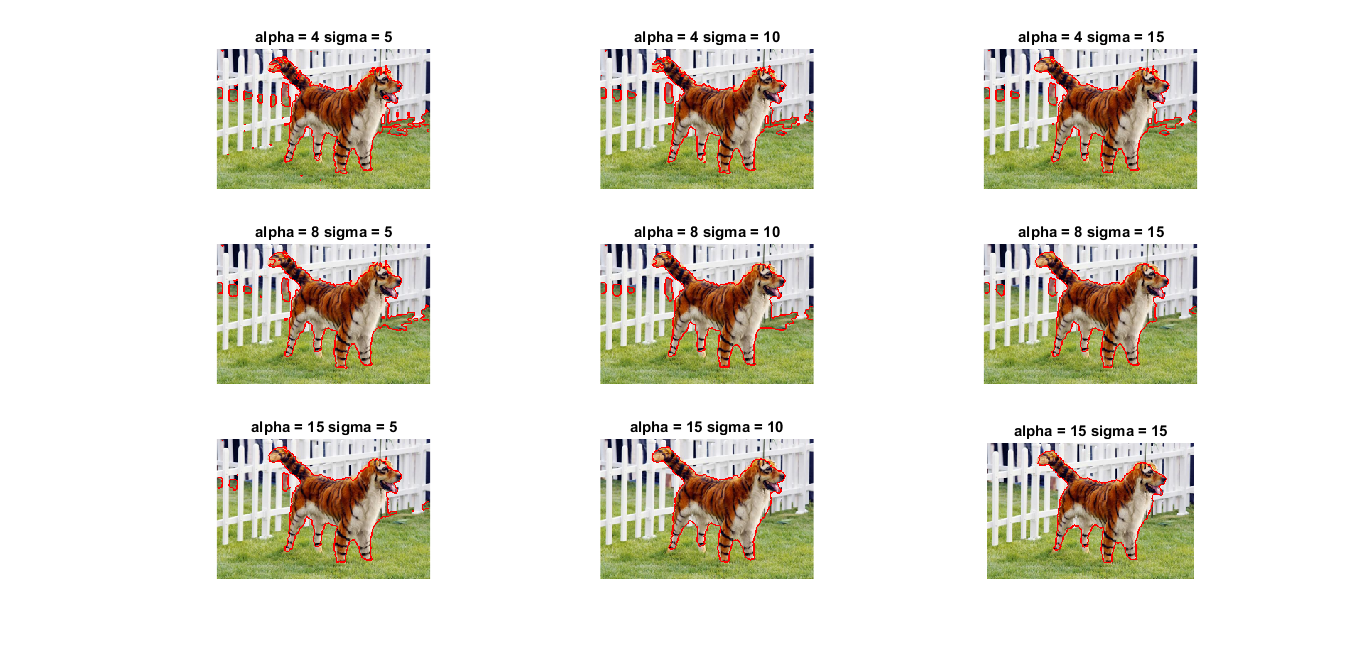 alpha = 4 sigma = 5
alpha = 4 sigma = 10
alpha = 4 sigma = 15
alpha = 8 sigma = 5
alpha = 8 sigma = 10
alpha = 8 sigma = 15
alpha = 15 sigma = 5
alpha = 15 sigma = 10
alpha = 15 sigma = 15